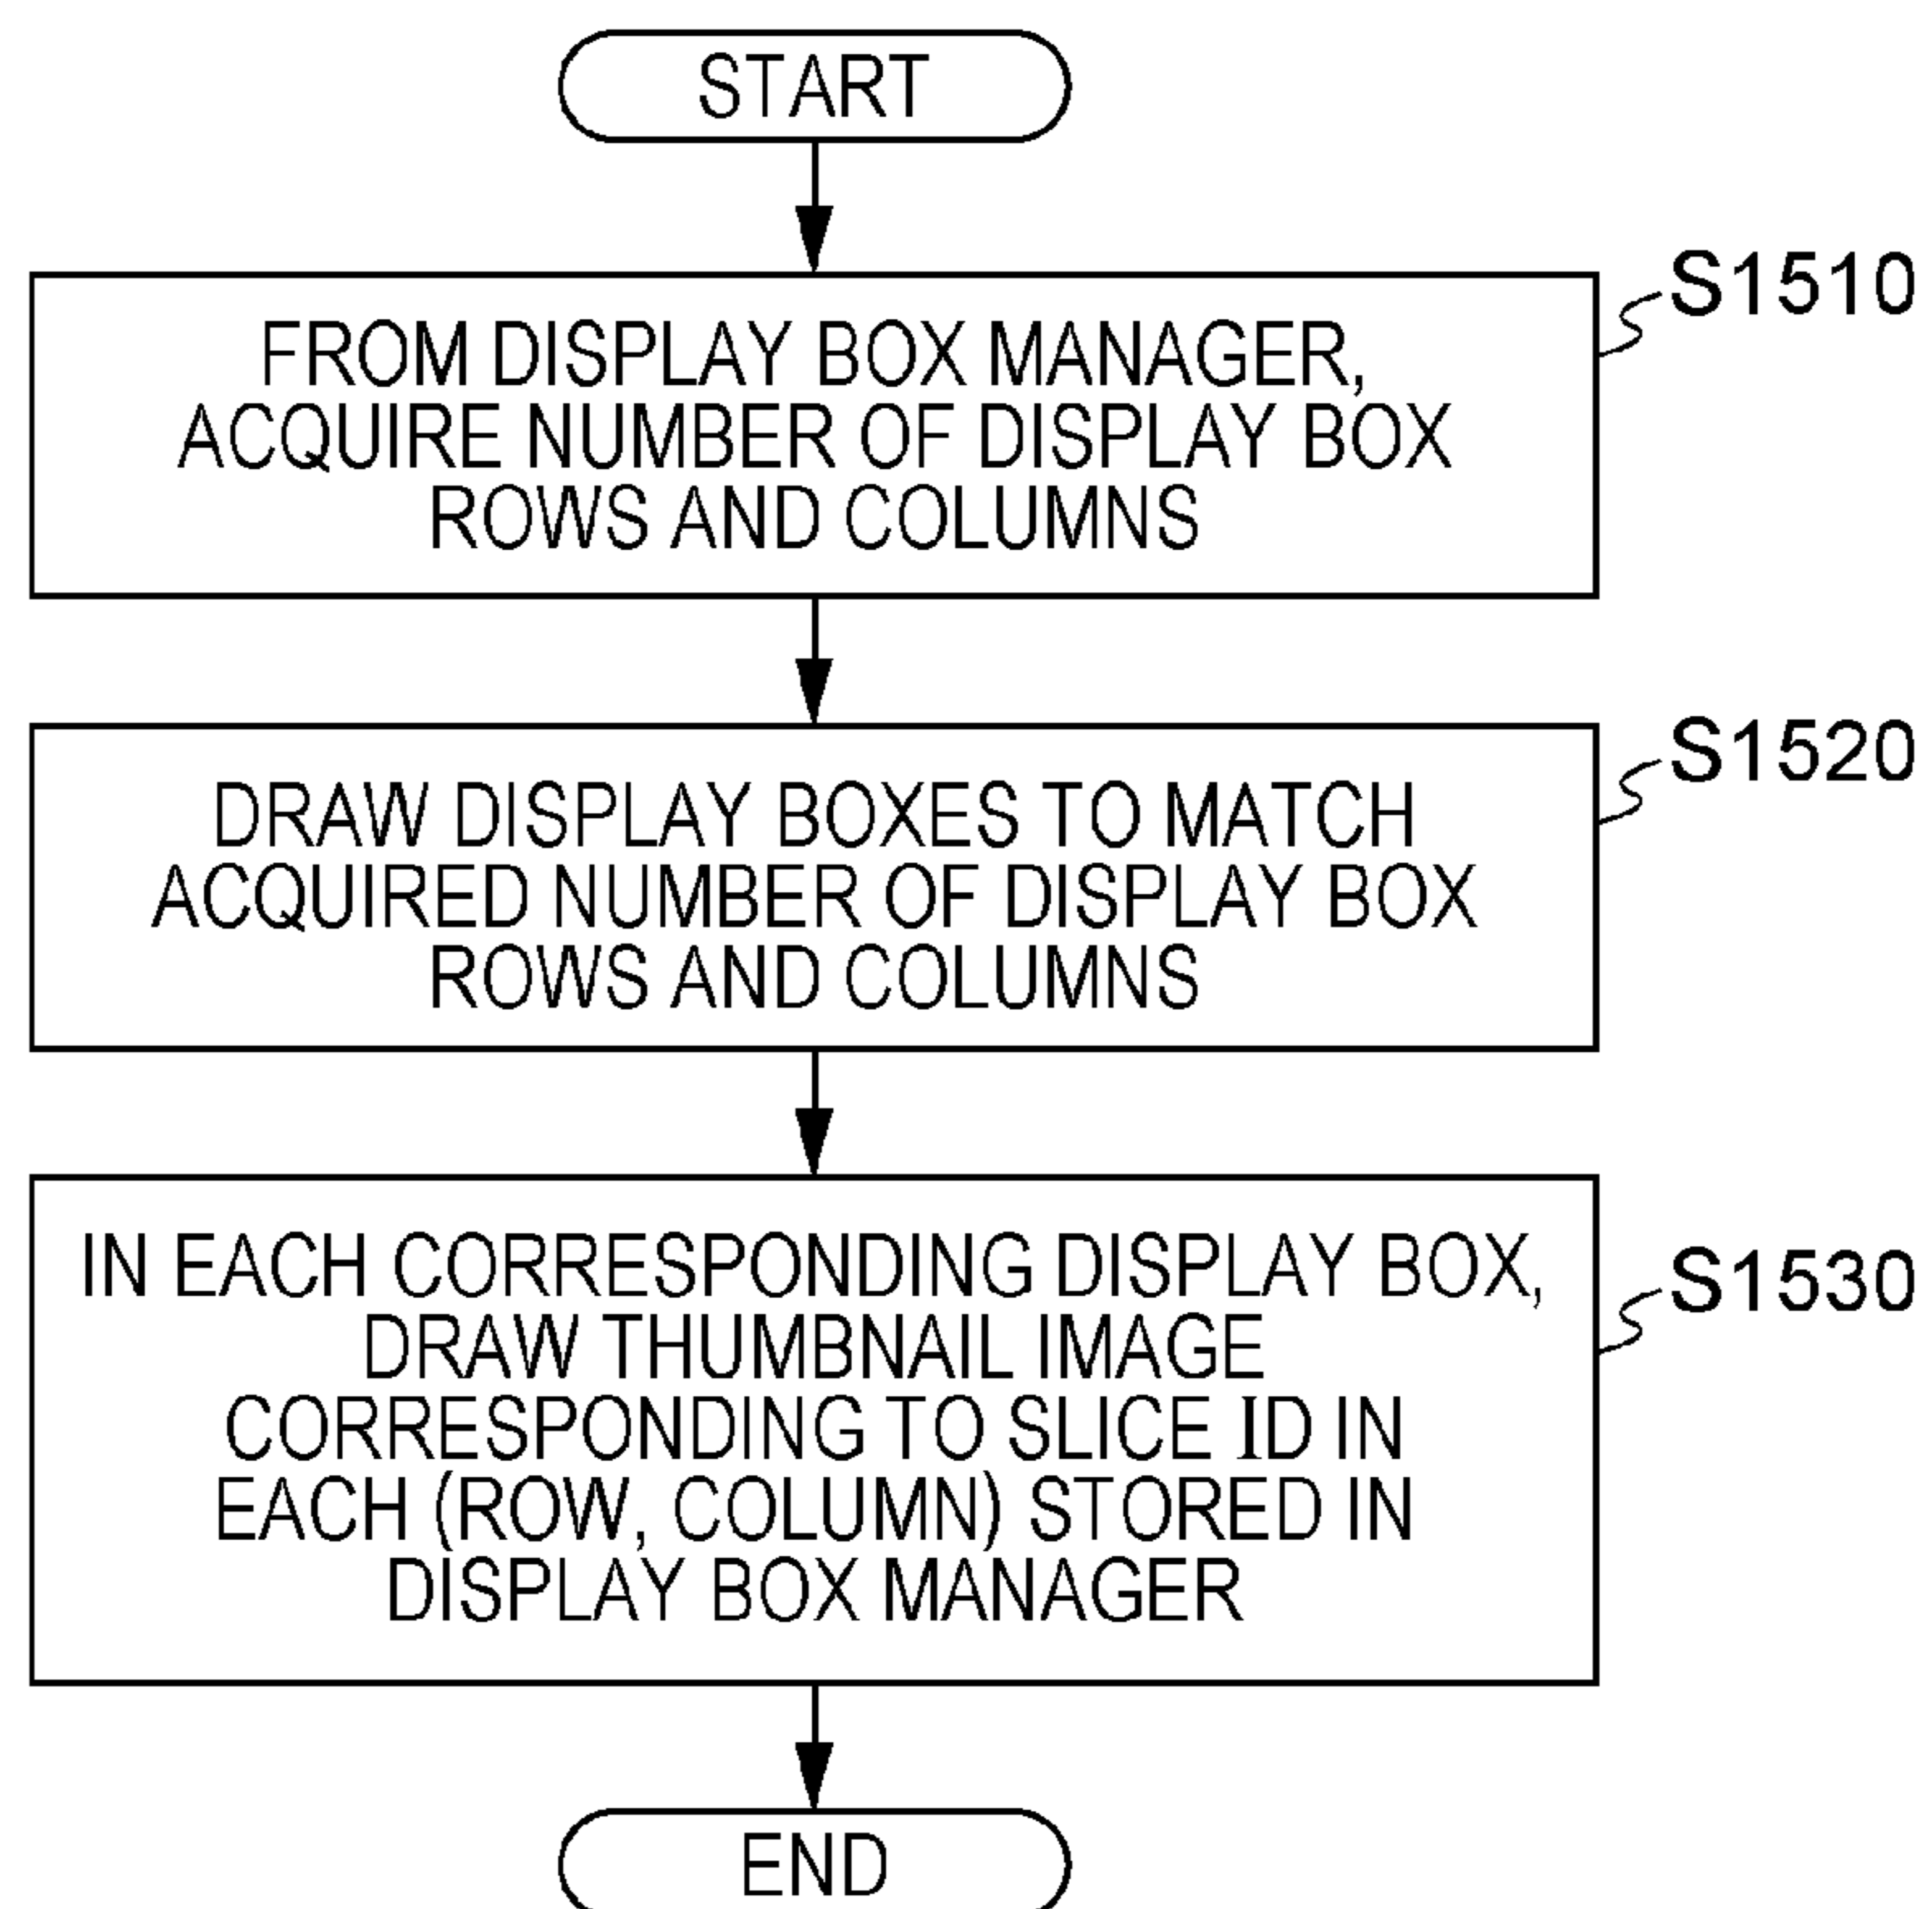 START
S1510
FROM DISPLAY BOX MANAGER,
ACQUIRE NUMBER OF DISPLAY BOX
ROWS AND COLUMNS
S1520
DRAW DISPLAY BOXES TO MATCH
ACQUIRED NUMBER OF DISPLAY BOX
ROWS AND COLUMNS
S1530
IN EACH CORRESPONDING DISPLAY BOX,
DRAW THUMBNAIL IMAGE
CORRESPONDING TO SLICE ID IN
EACH (ROW, COLUMN) STORED IN
DISPLAY BOX MANAGER
END